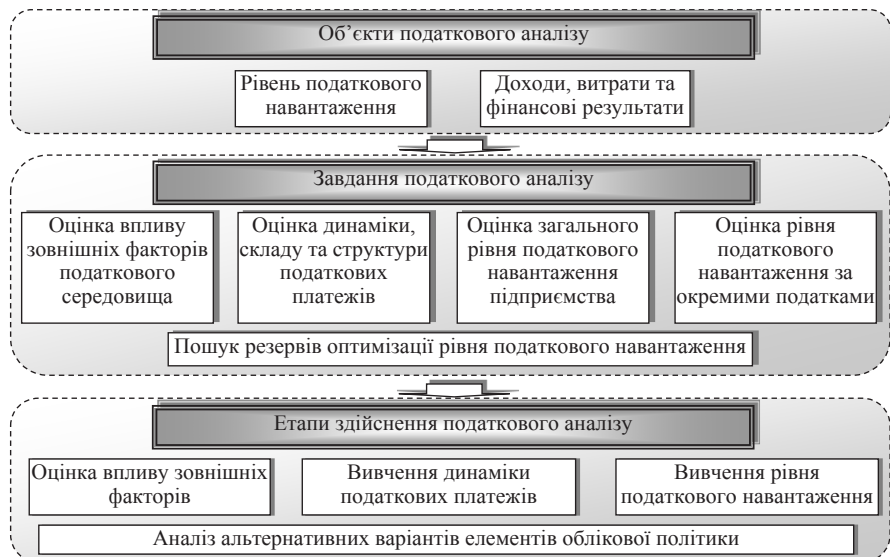 Об’єкти податкового аналізу
Рівень податкового
навантаження
Доходи, витрати та
фінансові результати
Завдання податкового аналізу
Оцінка впливу
зовнішніх факторів
податкового
середовища
Оцінка динаміки,
складу та структури
податкових
платежів
Оцінка загального
рівня податкового
навантаження
підприємства
Оцінка рівня
податкового
навантаження за
окремими податками
Пошук резервів оптимізації рівня податкового навантаження
Етапи здійснення податкового аналізу
Оцінка впливу зовнішніх
факторів
Вивчення динаміки
податкових платежів
Вивчення рівня
податкового навантаження
Аналіз альтернативних варіантів елементів облікової політики